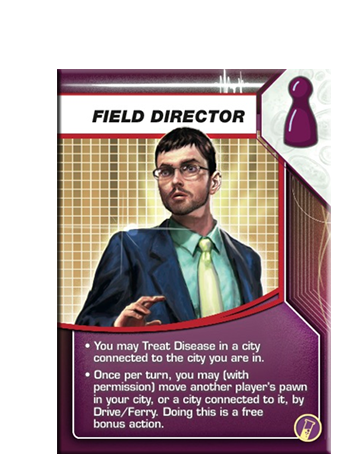 FIELD DIRECTOR
• You may Treat Disease in a city
connected to the city you are in.
• Once per turn, you may (with
permission) move another player's pawn
in your city, or a city connected to it, by
Drive/Ferry. Doing this is a free
bonus action.